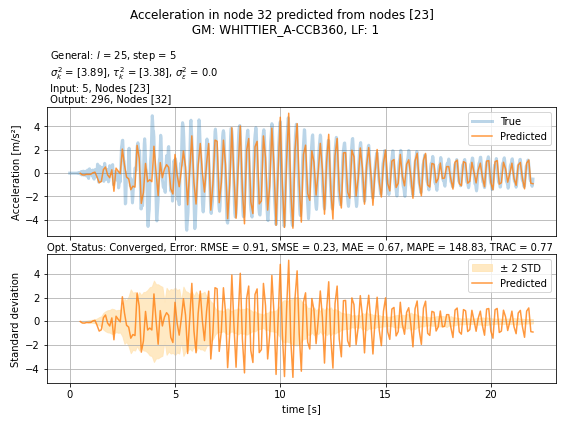 Acceleration in node 32 predicted from nodes [23]
GM: WHITTIER_A-CCB360, LF: 1
General: l = 25, step = 5
σ²ₖ = [3.89], τ²ₖ = [3.38], σ²ε = 0.0
Input: 5, Nodes [23]
Output: 296, Nodes [32]
Acceleration [m/s²]
4
2
0
−2
−4
True
Predicted
Opt. Status: Converged, Error: RMSE = 0.91, SMSE = 0.23, MAE = 0.67, MAPE = 148.83, TRAC = 0.77
Standard deviation
4
2
0
−2
−4
± 2 STD
Predicted
0
5
10
15
20
time [s]